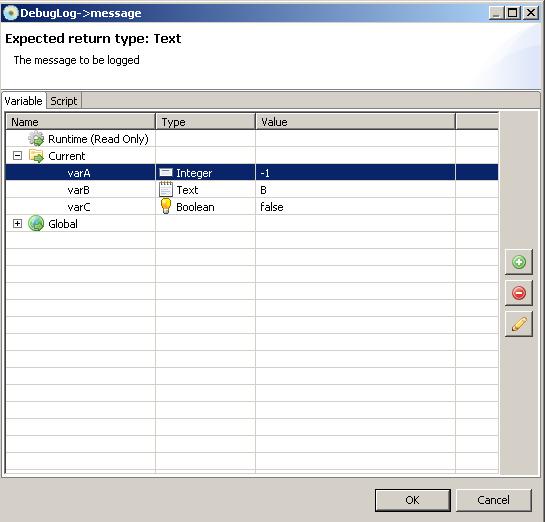 DebugLog->message
Expected return type: Text
The message to be logged
Variable Script
Name Type Value
Runtime (Read Only)
Current
varA Integer -1
varB Text B
varC Boolean false
Global
OK Cancel